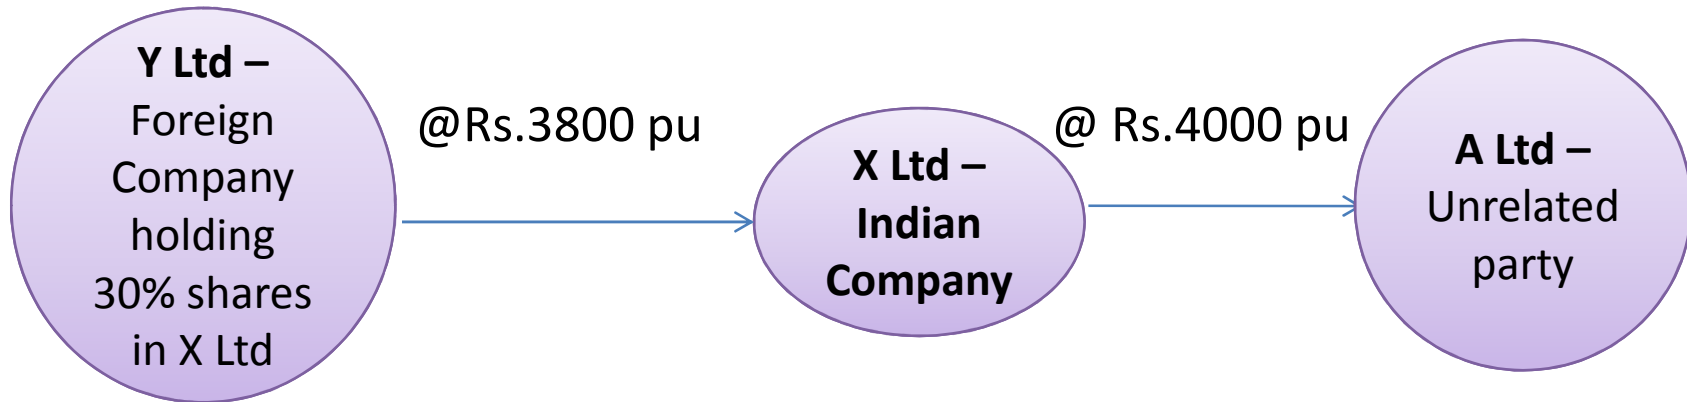 Y Ltd –
Foreign
Company
holding
30% shares
in X Ltd
@Rs.3800 pu
X Ltd –
Indian
Company
@ Rs.4000 pu
A Ltd –
Unrelated
party